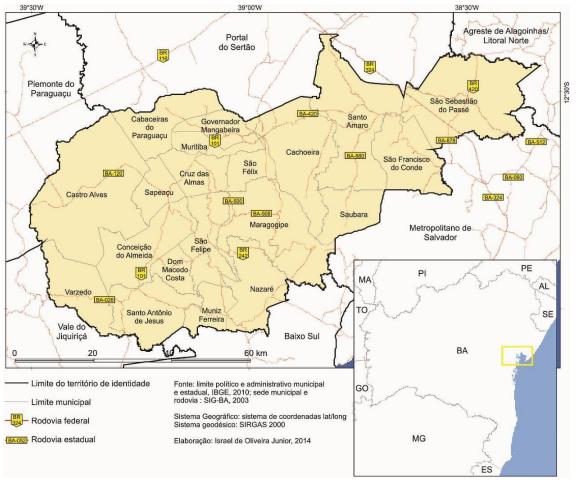 39°30'W
39°00'W
38°30'W
12°30'S
Portal
do Sertão
Agreste de Alagoinhas/
Litoral Norte
Piemonte do
Paraguaçu
BR
116
BR
324
BR
420
São Sebastião
do Passé
Cabaceiras
do
Paraguaçu
Governador
Mangabeira
BR
101
Muritiba
BA-420
Santo
Amaro
Cachoeira
BA-878
BA-512
BA-880
São Francisco
do Conde
São
Félix
Cruz das
Almas
BA-120
BA-093
BA-324
Castro Alves
Sapeaçu
BA-500
BA-508
Maragogipe
Saubara
Metropolitano de
Salvador
Conceição
do Almeida
São
Felipe
BR
242
Dom
Macedo
Costa
BR
101
Nazaré
Varzedo
BA-026
Santo Antônio
de Jesus
Muniz
Ferreira
Vale do
Jiquiriçá
Baixo Sul
0 20 40 60 km
MA
PI
PE
AL
SE
TO
BA
GO
MG
ES
Limite do território de identidade
Limite municipal
BR
324
Rodovia federal
BA-052
Rodovia estadual
Fonte: limite político e administrativo municipal
e estadual, IBGE, 2010; sede municipal e
rodovia : SIG-BA, 2003
Sistema Geográfico: sistema de coordenadas lat/long
Sistema geodésico: SIRGAS 2000
Elaboração: Israel de Oliveira Junior, 2014